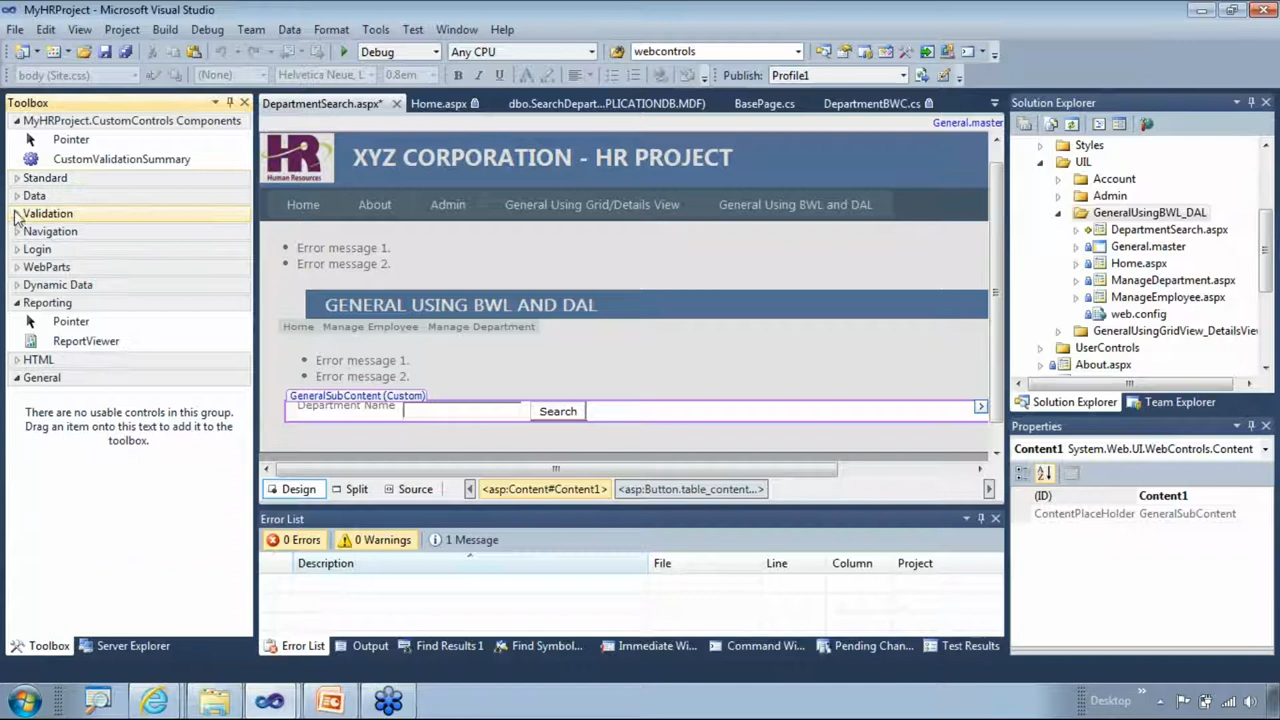 MyHRProject - Microsoft Visual Studio
File Edit View Project Build Debug Team Data Format Tools Test Window Help
Debug Any CPU webcontrols
body (Site.css) (None) Helvetica Neue, L 0.8em B I U A Publish: Profile1
Toolbox
MyHRProject.CustomControls Components
Pointer
CustomValidationSummary
Standard
Data
Validation
Navigation
Login
WebParts
Dynamic Data
Reporting
Pointer
ReportViewer
HTML
General
There are no usable controls in this group.
Drag an item onto this text to add it to the
toolbox.
Toolbox Server Explorer
DepartmentSearch.aspx* Home.aspx dbo.SearchDepart...PLICATIONDB.MDF) BasePage.cs DepartmentBWC.cs
General.master
HR
Human Resources
XYZ CORPORATION - HR PROJECT
Home About Admin General Using Grid/Details View General Using BWL and DAL
Error message 1.
Error message 2.
GENERAL USING BWL AND DAL
Home Manage Employee Manage Department
Error message 1.
Error message 2.
GeneralSubContent (Custom)
Department Name Search
Design Split Source <asp:Content#Content1> <asp:Button.table_content...>
Error List
0 Errors 0 Warnings 1 Message
Description File Line Column Project
Error List Output Find Results 1 Find Symbol... Immediate Wi... Command Wi... Pending Chan... Test Results
Solution Explorer
Styles
UIL
Account
Admin
GeneralUsingBWL_DAL
DepartmentSearch.aspx
General.master
Home.aspx
ManageDepartment.aspx
ManageEmployee.aspx
web.config
GeneralUsingGridView_DetailsView
UserControls
About.aspx
Solution Explorer Team Explorer
Properties
Content1 System.Web.UI.WebControls.Content
(ID) Content1
ContentPlaceHolder GeneralSubContent
Desktop